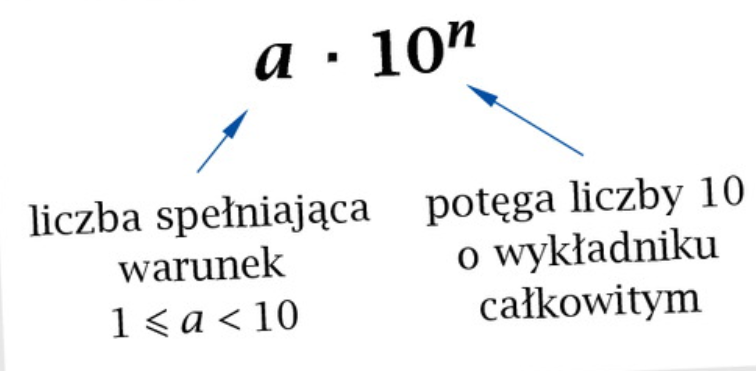 a · 10ⁿ
liczba spełniająca
warunek
1 ⩽ a < 10
potęga liczby 10
o wykładniku
całkowitym